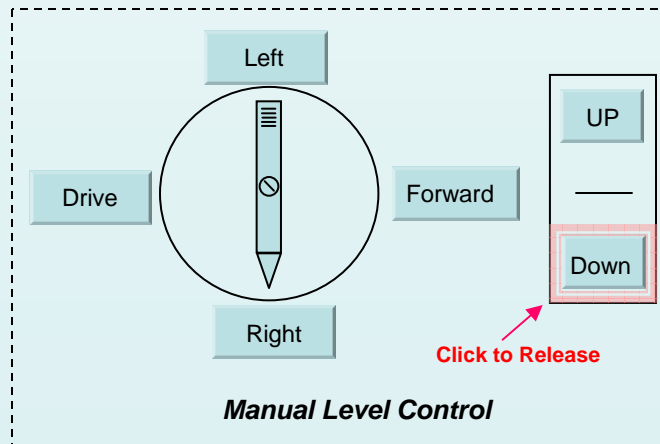 Left
UP
Drive
Forward
Down
Right
Click to Release
Manual Level Control